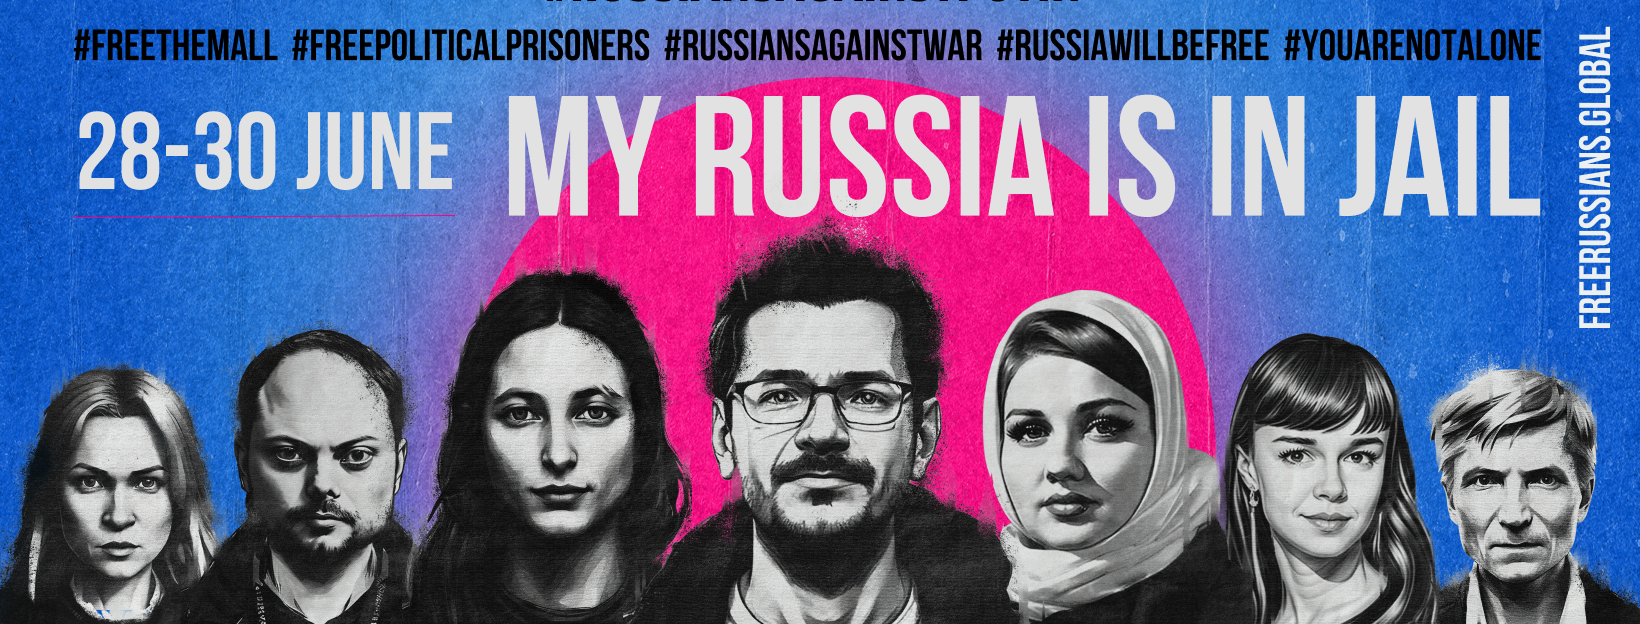 #FREETHEMALL #FREEPOLITICALPRISONERS #RUSSIANSAGAINSTWAR #RUSSIAWILLBEFREE #YOUARENOTALONE
28-30 JUNE
MY RUSSIA IS IN JAIL
FREERUSSIANS.GLOBAL